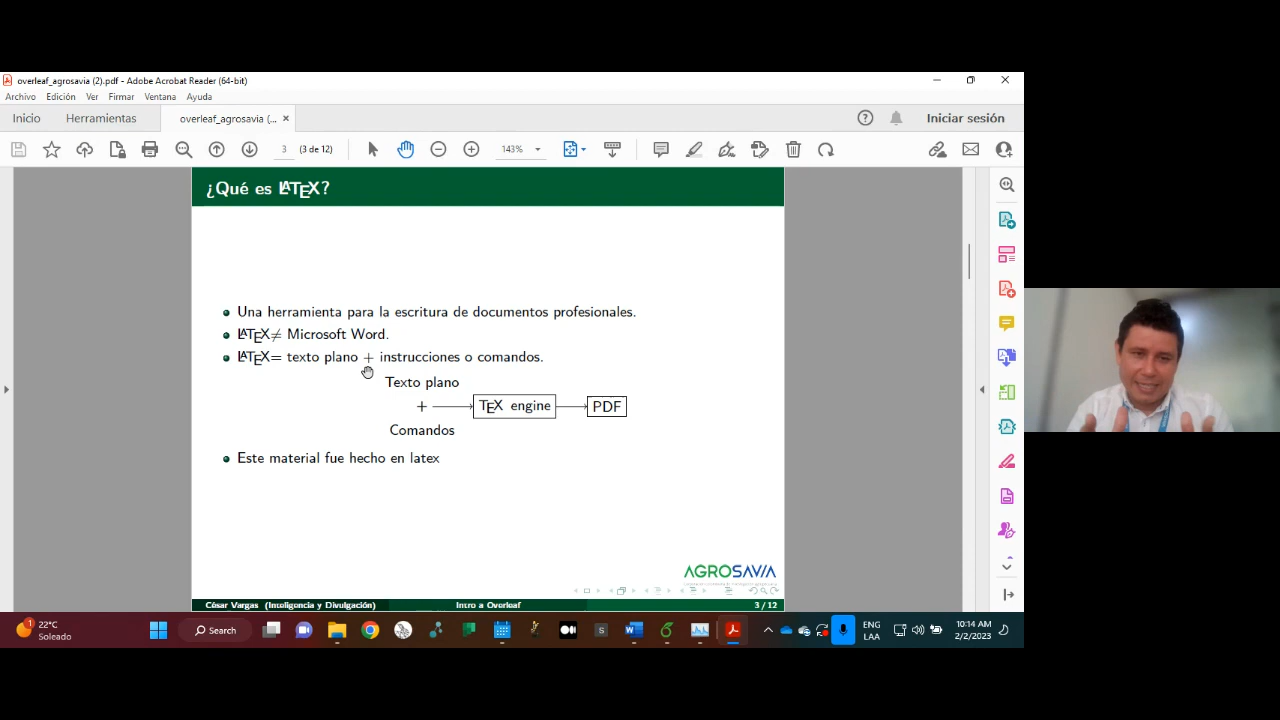 overleaf_agrosavia (2).pdf - Adobe Acrobat Reader (64-bit)
Archivo Edición Ver Firmar Ventana Ayuda
Inicio Herramientas overleaf_agrosavia (... × Iniciar sesión
3 (3 de 12) 143%
¿Qué es LATEX?
Una herramienta para la escritura de documentos profesionales.
LATEX≠ Microsoft Word.
LATEX= texto plano + instrucciones o comandos.
Texto plano
+ TEX engine PDF
Comandos
Este material fue hecho en latex
AGROSAVIA
César Vargas (Inteligencia y Divulgación) Intro a Overleaf 3 / 12
1 22°C Soleado
Search
ENG LAA
10:14 AM
2/2/2023